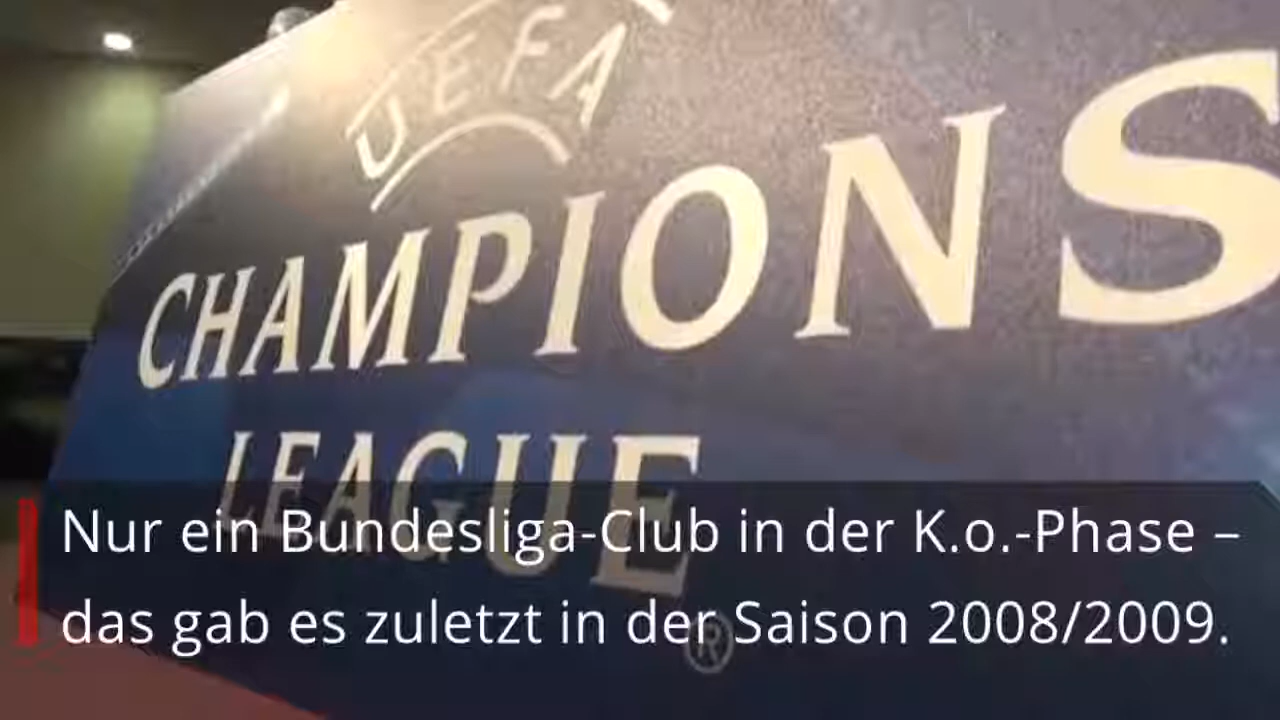 UEFA
CHAMPIONS
LEAGUE
®
Nur ein Bundesliga-Club in der K.o.-Phase –
das gab es zuletzt in der Saison 2008/2009.